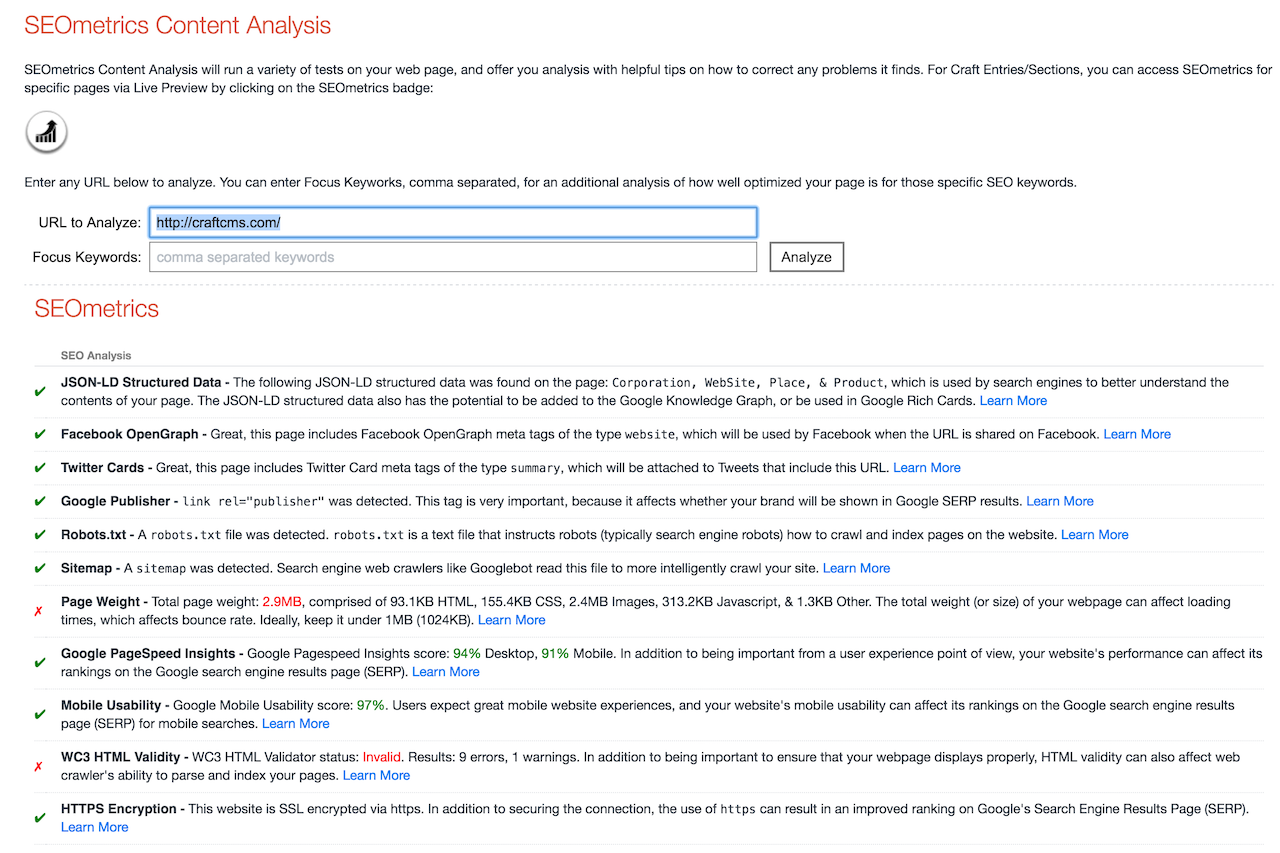 SEOmetrics Content Analysis
SEOmetrics Content Analysis will run a variety of tests on your web page, and offer you analysis with helpful tips on how to correct any problems it finds. For Craft Entries/Sections, you can access SEOmetrics for
specific pages via Live Preview by clicking on the SEOmetrics badge:
Enter any URL below to analyze. You can enter Focus Keyworks, comma separated, for an additional analysis of how well optimized your page is for those specific SEO keywords.
URL to Analyze: http://craftcms.com/
Focus Keywords: comma separated keywords Analyze
SEOmetrics
SEO Analysis
✔ JSON-LD Structured Data - The following JSON-LD structured data was found on the page: Corporation, WebSite, Place, & Product, which is used by search engines to better understand the
contents of your page. The JSON-LD structured data also has the potential to be added to the Google Knowledge Graph, or be used in Google Rich Cards. Learn More
✔ Facebook OpenGraph - Great, this page includes Facebook OpenGraph meta tags of the type website, which will be used by Facebook when the URL is shared on Facebook. Learn More
✔ Twitter Cards - Great, this page includes Twitter Card meta tags of the type summary, which will be attached to Tweets that include this URL. Learn More
✔ Google Publisher - link rel="publisher" was detected. This tag is very important, because it affects whether your brand will be shown in Google SERP results. Learn More
✔ Robots.txt - A robots.txt file was detected. robots.txt is a text file that instructs robots (typically search engine robots) how to crawl and index pages on the website. Learn More
✔ Sitemap - A sitemap was detected. Search engine web crawlers like Googlebot read this file to more intelligently crawl your site. Learn More
✗ Page Weight - Total page weight: 2.9MB, comprised of 93.1KB HTML, 155.4KB CSS, 2.4MB Images, 313.2KB Javascript, & 1.3KB Other. The total weight (or size) of your webpage can affect loading
times, which affects bounce rate. Ideally, keep it under 1MB (1024KB). Learn More
✔ Google PageSpeed Insights - Google Pagespeed Insights score: 94% Desktop, 91% Mobile. In addition to being important from a user experience point of view, your website's performance can affect its
rankings on the Google search engine results page (SERP). Learn More
✔ Mobile Usability - Google Mobile Usability score: 97%. Users expect great mobile website experiences, and your website's mobile usability can affect its rankings on the Google search engine results
page (SERP) for mobile searches. Learn More
✗ WC3 HTML Validity - WC3 HTML Validator status: Invalid. Results: 9 errors, 1 warnings. In addition to being important to ensure that your webpage displays properly, HTML validity can also affect web
crawler's ability to parse and index your pages. Learn More
✔ HTTPS Encryption - This website is SSL encrypted via https. In addition to securing the connection, the use of https can result in an improved ranking on Google's Search Engine Results Page (SERP).
Learn More